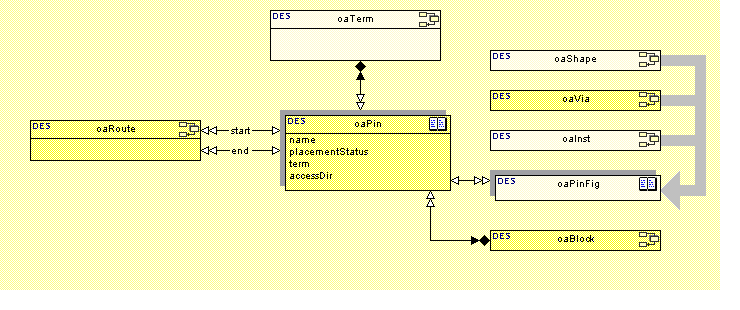 DES oaTerm
DES oaShape
DES oaVia
DES oaRoute
start
end
DES oaPin
name
placementStatus
term
accessDir
DES oaInst
DES oaPinFig
DES oaBlock